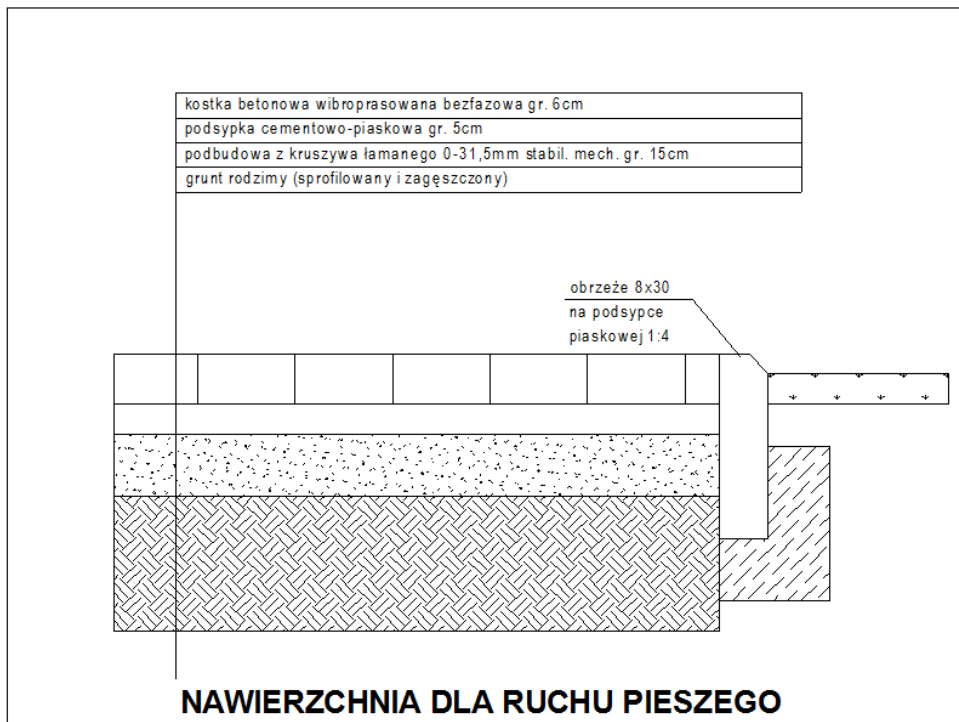 kostka betonowa wibroprasowana bezfazowa gr. 6cm
podsypka cementowo-piaskowa gr. 5cm
podbudowa z kruszywa łamanego 0-31,5mm stabil. mech. gr. 15cm
grunt rodzimy (sprofilowany i zagęszczony)
obrzeże 8x30
na podsypce
piaskowej 1:4
NAWIERZCHNIA DLA RUCHU PIESZEGO